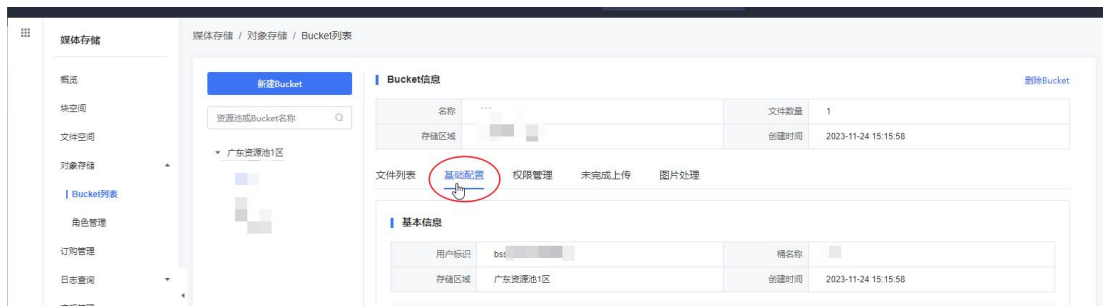 媒体存储
媒体存储 / 对象存储 / Bucket列表
概览
块空间
文件空间
对象存储
Bucket列表
角色管理
订购管理
日志查询
新建Bucket
资源池或Bucket名称
广东资源池1区
Bucket信息
删除Bucket
名称
文件数量 1
存储区域
创建时间 2023-11-24 15:15:58
文件列表 基础配置 权限管理 未完成上传 图片处理
基本信息
用户标识 bss
桶名称
存储区域 广东资源池1区
创建时间 2023-11-24 15:15:58